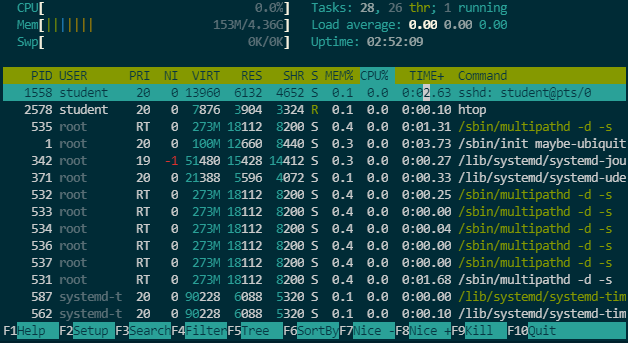 CPU[ 0.0%] Tasks: 28, 26 thr; 1 running
Mem[||||||| 153M/4.36G] Load average: 0.00 0.00 0.00
Swp[ 0K/0K] Uptime: 02:52:09
PID USER PRI NI VIRT RES SHR S MEM% CPU% TIME+ Command
1558 student 20 0 13960 6132 4652 S 0.1 0.0 0:02.63 sshd: student@pts/0
2578 student 20 0 7876 3904 3324 R 0.1 0.0 0:00.10 htop
535 root RT 0 273M 18112 8200 S 0.4 0.0 0:01.31 /sbin/multipathd -d -s
1 root 20 0 100M 12660 8440 S 0.3 0.0 0:03.73 /sbin/init maybe-ubiquit
342 root 19 -1 51480 15428 14412 S 0.3 0.0 0:00.27 /lib/systemd/systemd-jou
371 root 20 0 21388 5596 4072 S 0.1 0.0 0:00.33 /lib/systemd/systemd-ude
532 root RT 0 273M 18112 8200 S 0.4 0.0 0:00.25 /sbin/multipathd -d -s
533 root RT 0 273M 18112 8200 S 0.4 0.0 0:00.00 /sbin/multipathd -d -s
534 root RT 0 273M 18112 8200 S 0.4 0.0 0:00.04 /sbin/multipathd -d -s
536 root RT 0 273M 18112 8200 S 0.4 0.0 0:00.00 /sbin/multipathd -d -s
537 root RT 0 273M 18112 8200 S 0.4 0.0 0:00.00 /sbin/multipathd -d -s
531 root RT 0 273M 18112 8200 S 0.4 0.0 0:01.68 /sbin/multipathd -d -s
587 systemd-t 20 0 90228 6088 5320 S 0.1 0.0 0:00.00 /lib/systemd/systemd-tim
562 systemd-t 20 0 90228 6088 5320 S 0.1 0.0 0:00.10 /lib/systemd/systemd-tim
F1Help F2Setup F3SearchF4FilterF5Tree F6SortByF7Nice -F8Nice +F9Kill F10Quit